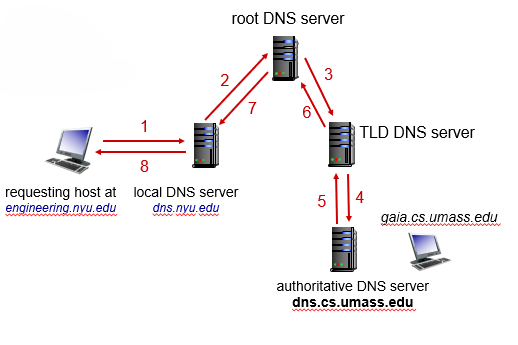 root DNS server
2
3
7
6
TLD DNS server
1
8
requesting host at
engineering.nyu.edu
local DNS server
dns.nyu.edu
5
4
gaia.cs.umass.edu
authoritative DNS server
dns.cs.umass.edu